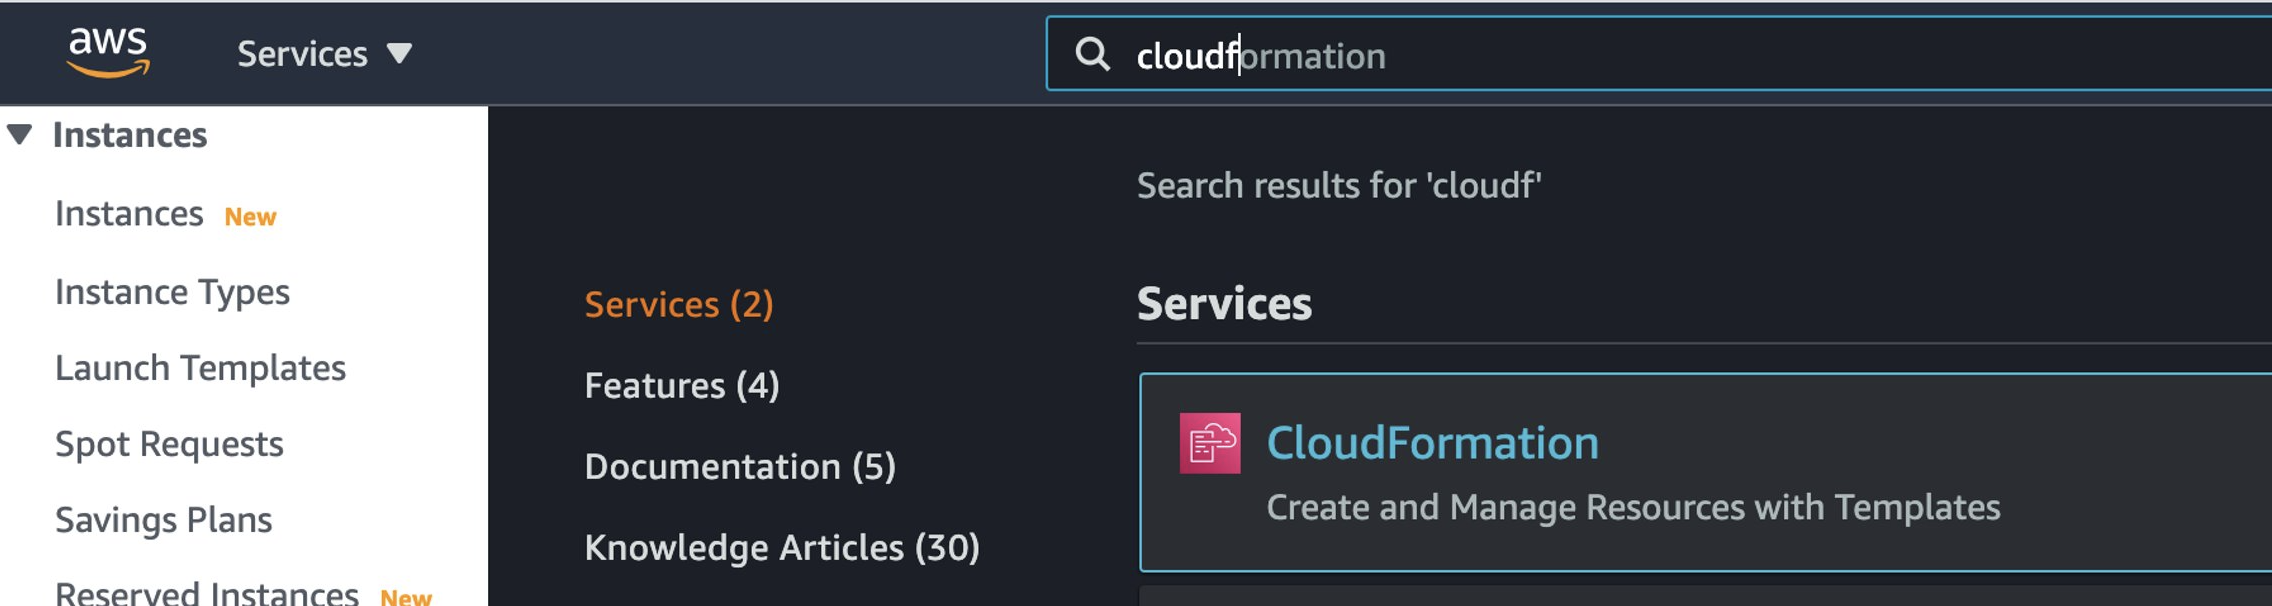 aws
Services
cloudformation
Instances
Instances New
Instance Types
Launch Templates
Spot Requests
Savings Plans
Reserved Instances New
Services (2)
Features (4)
Documentation (5)
Knowledge Articles (30)
Search results for 'cloudf'
Services
CloudFormation
Create and Manage Resources with Templates